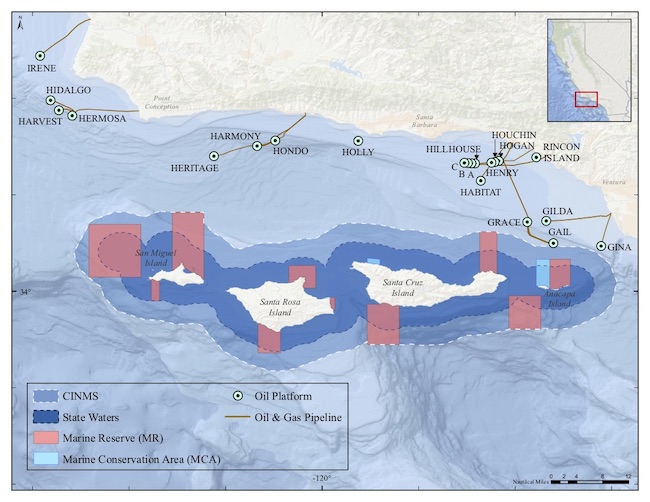 N
IRENE
HIDALGO
HARVEST
HERMOSA
Point
Conception
HARMONY
HERITAGE
HONDO
HOLLY
Santa
Barbara
HOUCHIN
HOGAN
HILLHOUSE
RINCON
ISLAND
C B A
HENRY
HABITAT
Ventura
GRACE
GILDA
GAIL
GINA
San Miguel
Island
Santa Rosa
Island
Santa Cruz
Island
Anacapa
Island
34°
CINMS
State Waters
Marine Reserve (MR)
Marine Conservation Area (MCA)
Oil Platform
Oil & Gas Pipeline
-120°
Nautical Miles
0 2 4 8 12